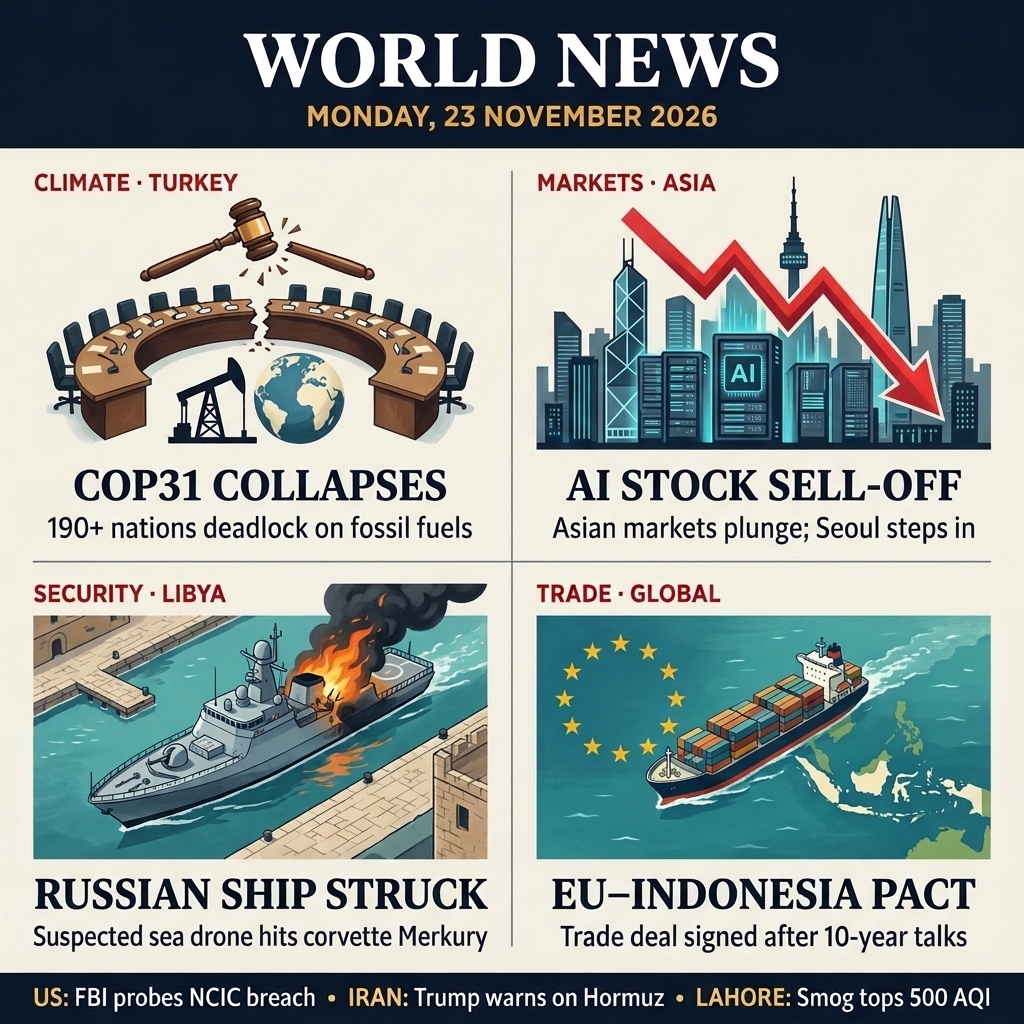 WORLD NEWS
MONDAY, 23 NOVEMBER 2026
CLIMATE · TURKEY
COP31 COLLAPSES
190+ nations deadlock on fossil fuels
MARKETS · ASIA
AI
AI STOCK SELL-OFF
Asian markets plunge; Seoul steps in
SECURITY · LIBYA
RUSSIAN SHIP STRUCK
Suspected sea drone hits corvette Merkury
TRADE · GLOBAL
EU–INDONESIA PACT
Trade deal signed after 10-year talks
US: FBI probes NCIC breach • IRAN: Trump warns on Hormuz • LAHORE: Smog tops 500 AQI